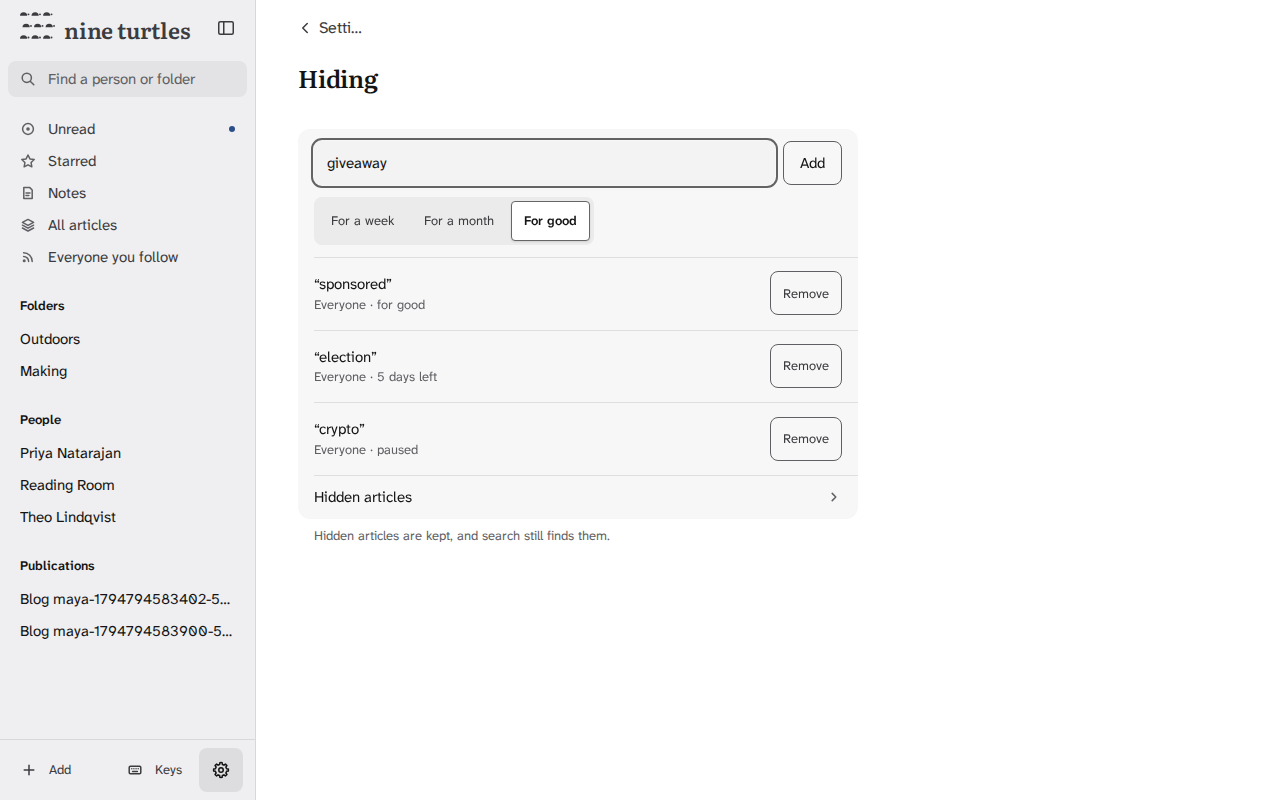 nine turtles
Find a person or folder
Unread
Starred
Notes
All articles
Everyone you follow
Folders
Outdoors
Making
People
Priya Natarajan
Reading Room
Theo Lindqvist
Publications
Blog maya-1794794583402-5...
Blog maya-1794794583900-5...
Add
Keys
Setti...
Hiding
giveaway
Add
For a week
For a month
For good
“sponsored”
Everyone · for good
Remove
“election”
Everyone · 5 days left
Remove
“crypto”
Everyone · paused
Remove
Hidden articles
Hidden articles are kept, and search still finds them.